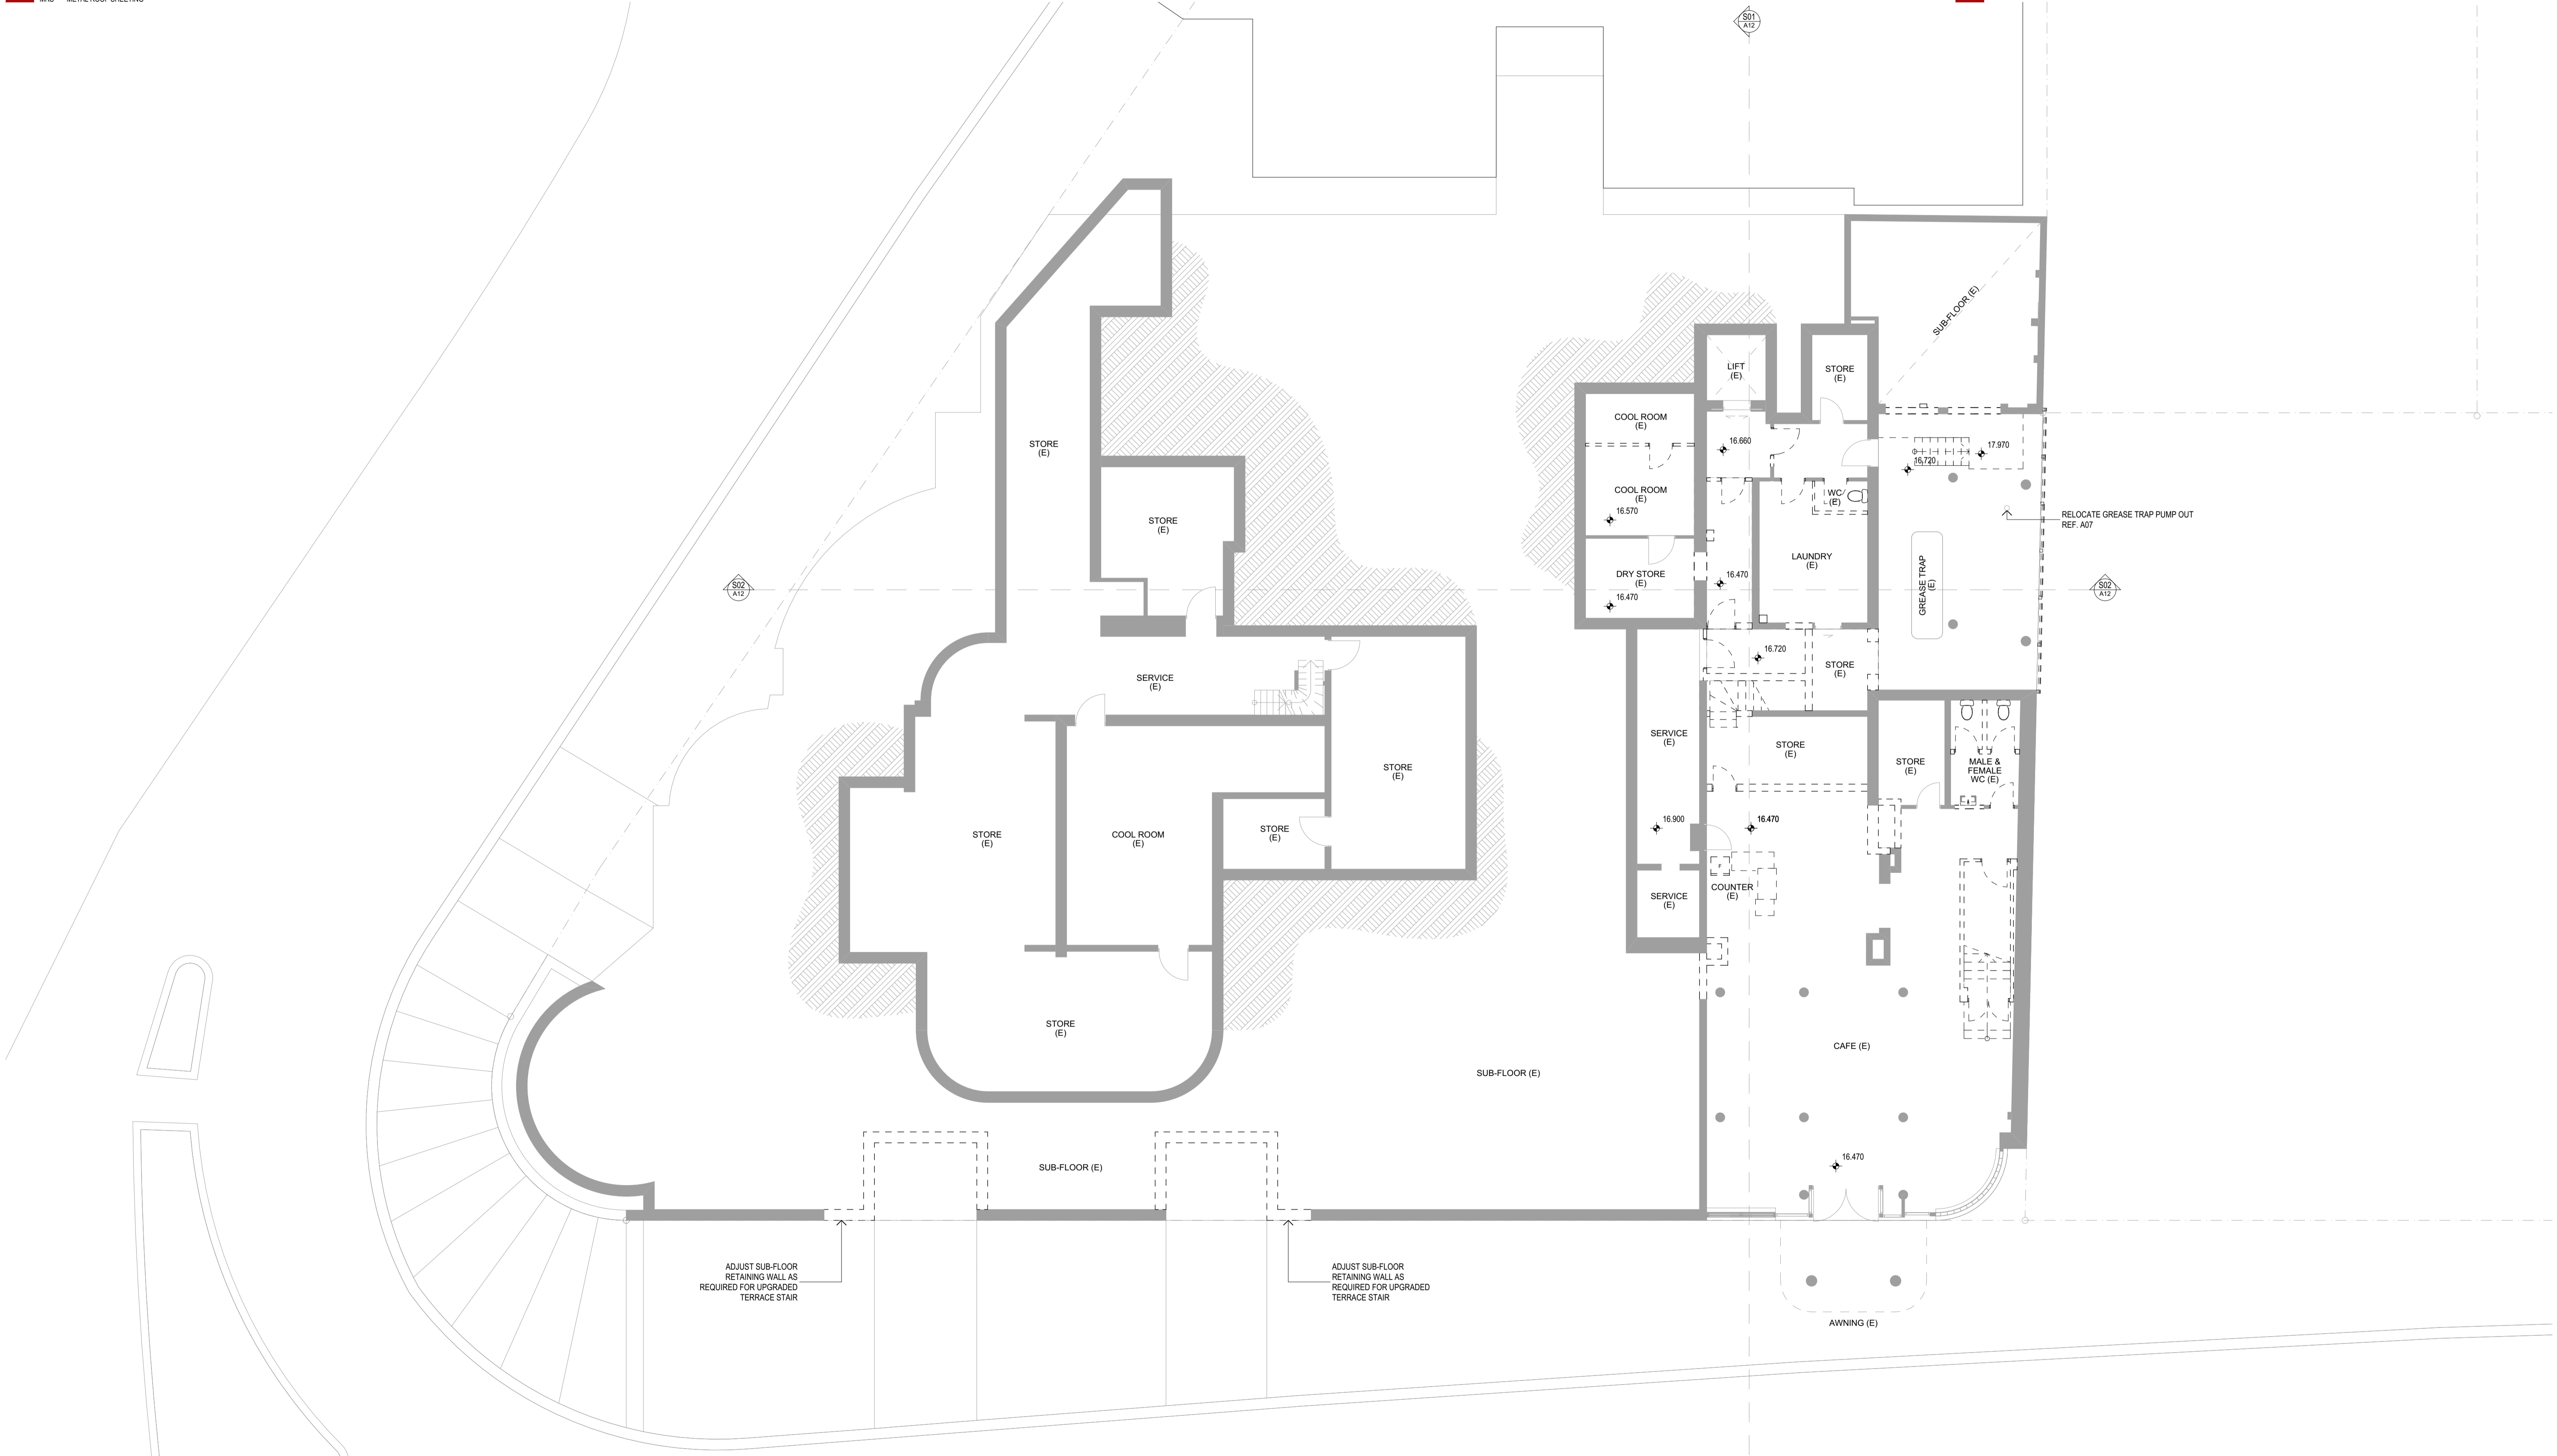 MRS METAL ROOF SHEETING
S01
A12
LIFT
(E)
STORE
(E)
SUB-FLOOR (E)
COOL ROOM
(E)
16.660
17.970
16.720
STORE
(E)
COOL ROOM
(E)
16.570
WC
(E)
STORE
(E)
RELOCATE GREASE TRAP PUMP OUT
REF. A07
LAUNDRY
(E)
GREASE TRAP
(E)
DRY STORE
(E)
16.470
16.470
S02
A12
S02
A12
16.720
STORE
(E)
SERVICE
(E)
SERVICE
(E)
STORE
(E)
STORE
(E)
MALE &
FEMALE
WC (E)
STORE
(E)
16.900
16.470
STORE
(E)
COOL ROOM
(E)
STORE
(E)
COUNTER
(E)
SERVICE
(E)
STORE
(E)
CAFE (E)
SUB-FLOOR (E)
SUB-FLOOR (E)
16.470
ADJUST SUB-FLOOR
RETAINING WALL AS
REQUIRED FOR UPGRADED
TERRACE STAIR
ADJUST SUB-FLOOR
RETAINING WALL AS
REQUIRED FOR UPGRADED
TERRACE STAIR
AWNING (E)